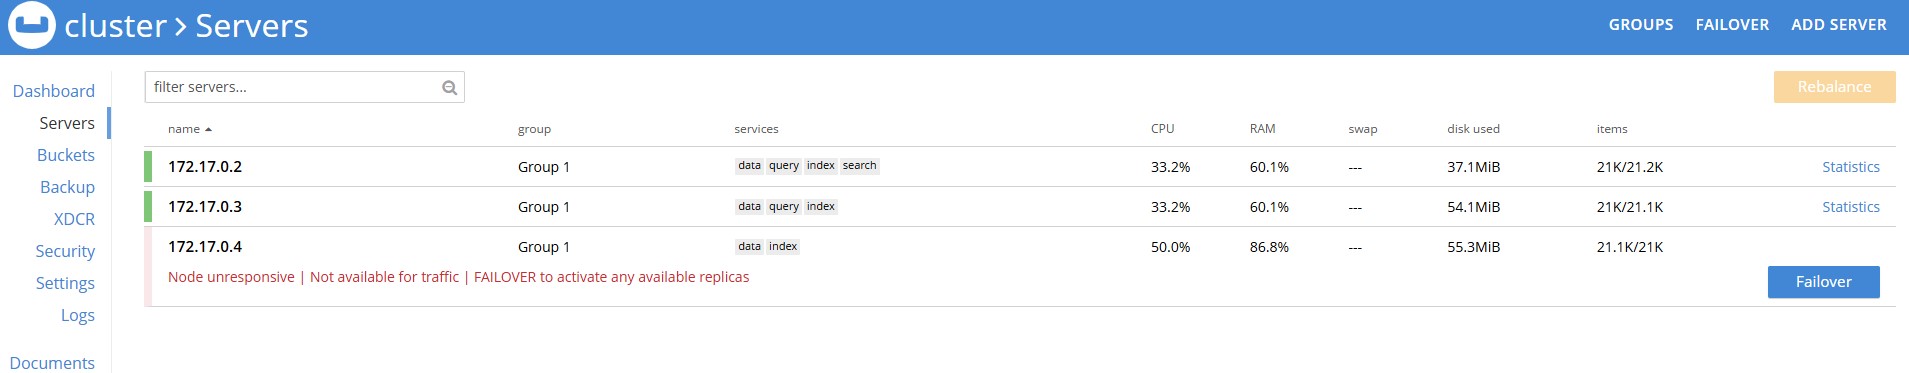 cluster > Servers
GROUPS FAILOVER ADD SERVER
Dashboard
Servers
Buckets
Backup
XDCR
Security
Settings
Logs
Documents
filter servers...
Rebalance
name group services CPU RAM swap disk used items
172.17.0.2 Group 1 data query index search 33.2% 60.1% --- 37.1MiB 21K/21.2K Statistics
172.17.0.3 Group 1 data query index 33.2% 60.1% --- 54.1MiB 21K/21.1K Statistics
172.17.0.4 Group 1 data index 50.0% 86.8% --- 55.3MiB 21.1K/21K
Node unresponsive | Not available for traffic | FAILOVER to activate any available replicas
Failover